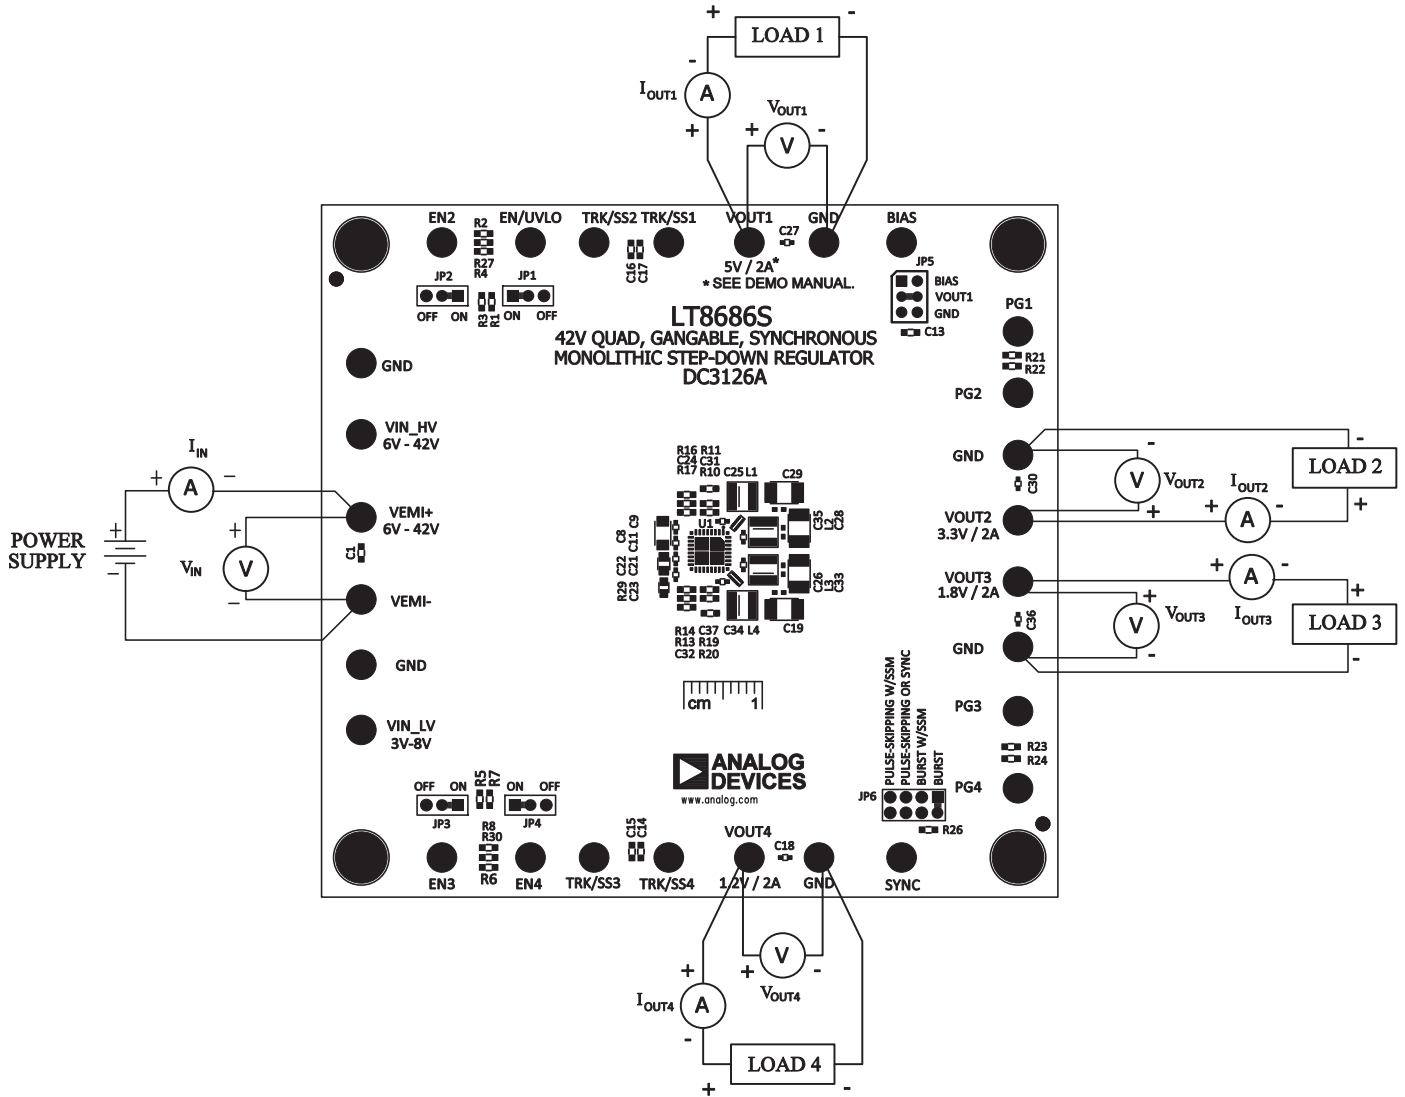 + -
LOAD 1
-
IOUT1
A
+
VOUT1
+ V -
EN2
R2
R27
R4
EN/UVLO
TRK/SS2
TRK/SS1
C16
C17
VOUT1
C27
GND
BIAS
5V / 2A*
* SEE DEMO MANUAL.
JP2
OFF ON
R3
R1
JP1
ON OFF
JP5
BIAS
VOUT1
GND
C13
LT8686S
42V QUAD, GANGABLE, SYNCHRONOUS
MONOLITHIC STEP-DOWN REGULATOR
DC3126A
PG1
R21
R22
PG2
GND
VIN_HV
6V - 42V
IIN
+ A -
VEMI+
6V - 42V
POWER
SUPPLY
+
-
+
VIN
V
-
C1
VEMI-
GND
VIN_LV
3V-8V
R16 R11
C24 C31
R17 R10
C25 L1
C29
U1
C8
C9
C11
C22
C21
R29
C23
C35
L2
C28
C26
L3
C33
R14 C37
R13 R19
C32 R20
C34 L4
C19
cm 1
GND
C30
-
V
+
VOUT2
VOUT2
3.3V / 2A
IOUT2
+ A -
-
LOAD 2
+
VOUT3
1.8V / 2A
C36
+
V
-
VOUT3
+ A -
IOUT3
+
LOAD 3
-
GND
PG3
R23
R24
PG4
PULSE-SKIPPING W/SSM
PULSE-SKIPPING OR SYNC
BURST W/SSM
BURST
JP6
R26
ANALOG
DEVICES
www.analog.com
OFF ON
JP3
R5
R7
ON OFF
JP4
R8
R30
R6
EN3
EN4
C15
C14
TRK/SS3
TRK/SS4
VOUT4
C18
1.2V / 2A
GND
SYNC
+ V -
VOUT4
+
IOUT4
A
-
LOAD 4
+ -